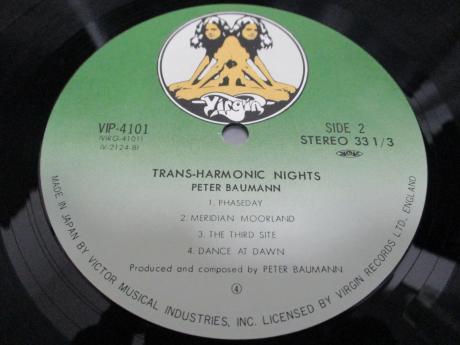 Virgin
VIP-4101
(VIRG-4101)
(V-2124-B)
SIDE 2
STEREO 33 1/3
TRANS-HARMONIC NIGHTS
PETER BAUMANN
1. PHASEDAY
2. MERIDIAN MOORLAND
3. THE THIRD SITE
4. DANCE AT DAWN
Produced and composed by PETER BAUMANN
4
MADE IN JAPAN BY VICTOR MUSICAL INDUSTRIES, INC. LICENSED BY VIRGIN RECORDS LTD., ENGLAND